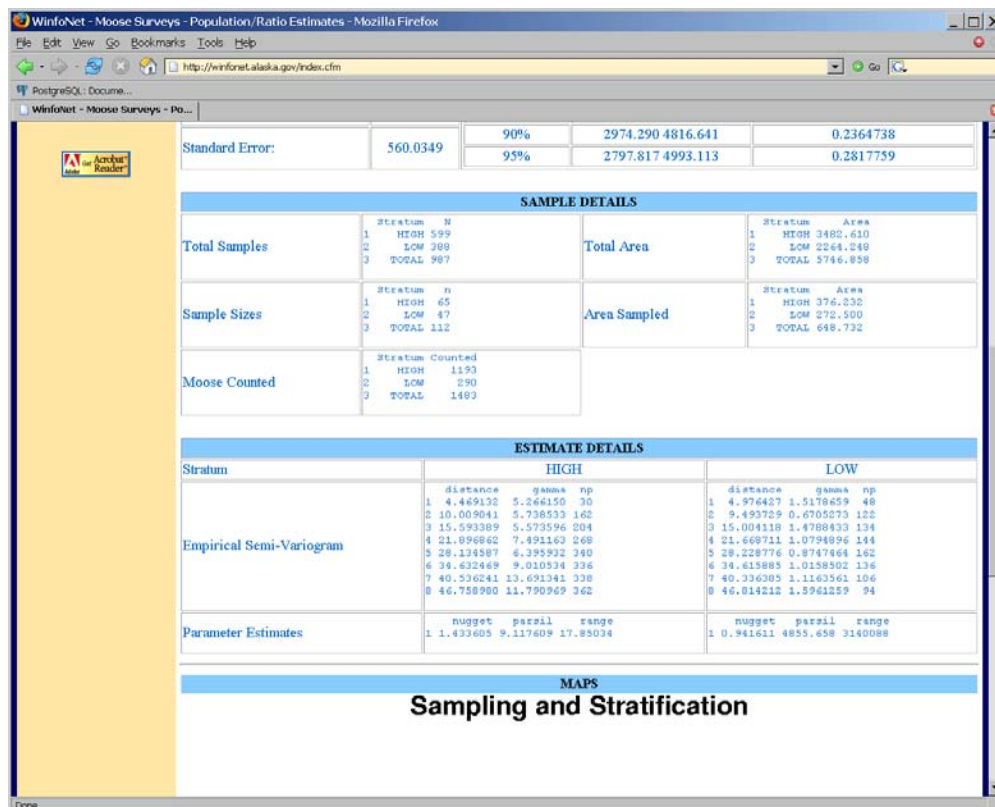 WinfoNet - Moose Surveys - Population/Ratio Estimates - Mozilla Firefox
File Edit View Go Bookmarks Tools Help
http://winfonet.alaska.gov/index.cfm
Go
PostgreSQL: Docume...
WinfoNet - Moose Surveys - Po...
Adobe Get Acrobat Reader
Standard Error: 560.0349
90% 2974.290 4816.641 0.2364738
95% 2797.817 4993.113 0.2817759
SAMPLE DETAILS
Total Samples
Stratum N
1 HIGH 599
2 LOW 388
3 TOTAL 987
Total Area
Stratum Area
1 HIGH 3482.610
2 LOW 2264.248
3 TOTAL 5746.858
Sample Sizes
Stratum n
1 HIGH 65
2 LOW 47
3 TOTAL 112
Area Sampled
Stratum Area
1 HIGH 376.232
2 LOW 272.500
3 TOTAL 648.732
Moose Counted
Stratum Counted
1 HIGH 1193
2 LOW 290
3 TOTAL 1483
ESTIMATE DETAILS
Stratum HIGH LOW
Empirical Semi-Variogram
distance gamma np
1 4.469132 5.266150 30
2 10.009041 5.738533 162
3 15.593389 5.573596 204
4 21.896862 7.491163 268
5 28.134587 6.395932 340
6 34.632469 9.010534 336
7 40.536241 13.691341 338
8 46.758980 11.790969 362
distance gamma np
1 4.976427 1.5178659 48
2 9.493729 0.6705273 122
3 15.004118 1.4788433 134
4 21.668711 1.0794896 144
5 28.228776 0.8747464 162
6 34.615885 1.0158502 136
7 40.336385 1.1163561 106
8 46.814212 1.5961259 94
Parameter Estimates
nugget parsil range
1 1.433605 9.117609 17.85034
nugget parsil range
1 0.941611 4855.658 3140088
MAPS
Sampling and Stratification
Done